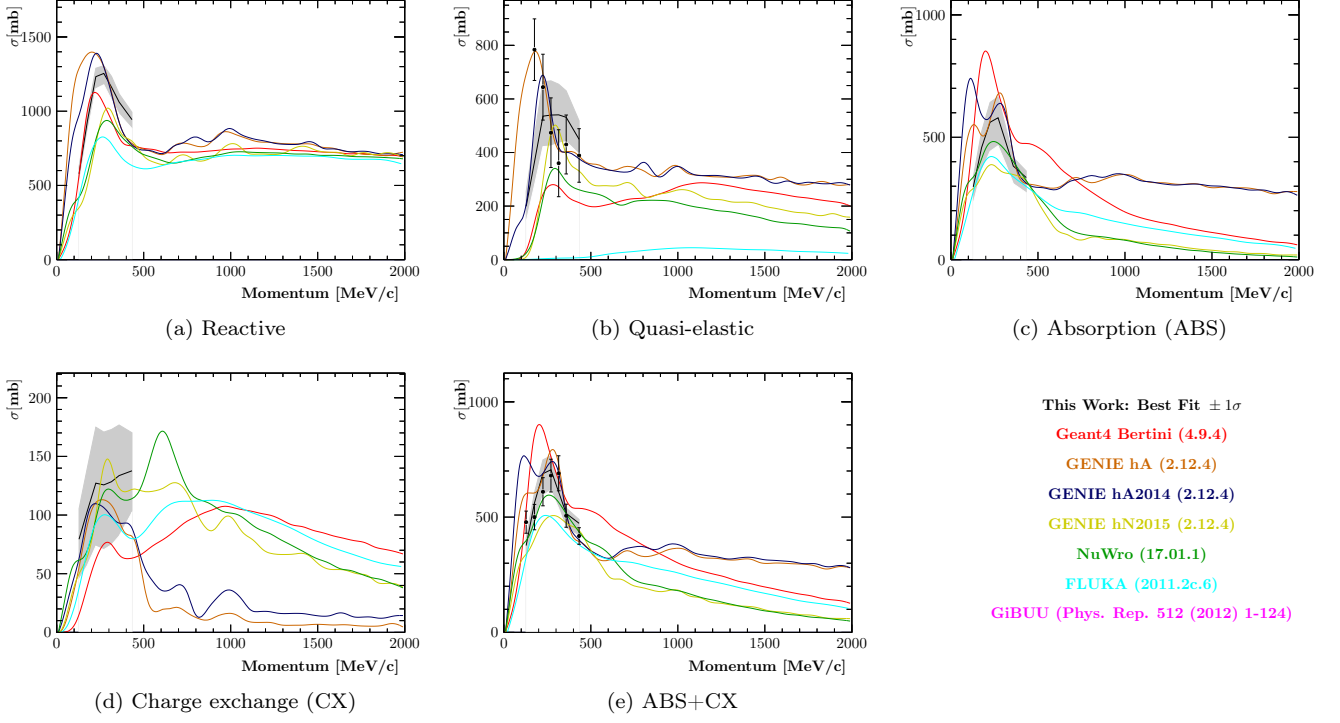 σ[mb]
1500
1000
500
0
0 500 1000 1500 2000
Momentum [MeV/c]
(a) Reactive
σ[mb]
800
600
400
200
0
0 500 1000 1500 2000
Momentum [MeV/c]
(b) Quasi-elastic
σ[mb]
1000
500
0
0 500 1000 1500 2000
Momentum [MeV/c]
(c) Absorption (ABS)
σ[mb]
200
150
100
50
0
0 500 1000 1500 2000
Momentum [MeV/c]
(d) Charge exchange (CX)
σ[mb]
1000
500
0
0 500 1000 1500 2000
Momentum [MeV/c]
(e) ABS+CX
This Work: Best Fit ± 1σ
Geant4 Bertini (4.9.4)
GENIE hA (2.12.4)
GENIE hA2014 (2.12.4)
GENIE hN2015 (2.12.4)
NuWro (17.01.1)
FLUKA (2011.2c.6)
GiBUU (Phys. Rep. 512 (2012) 1-124)